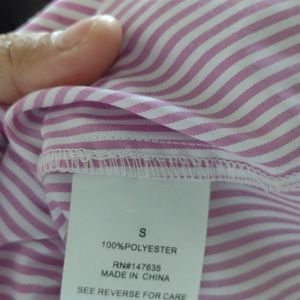 S
100%POLYESTER
RN#147635
MADE IN CHINA
SEE REVERSE FOR CARE